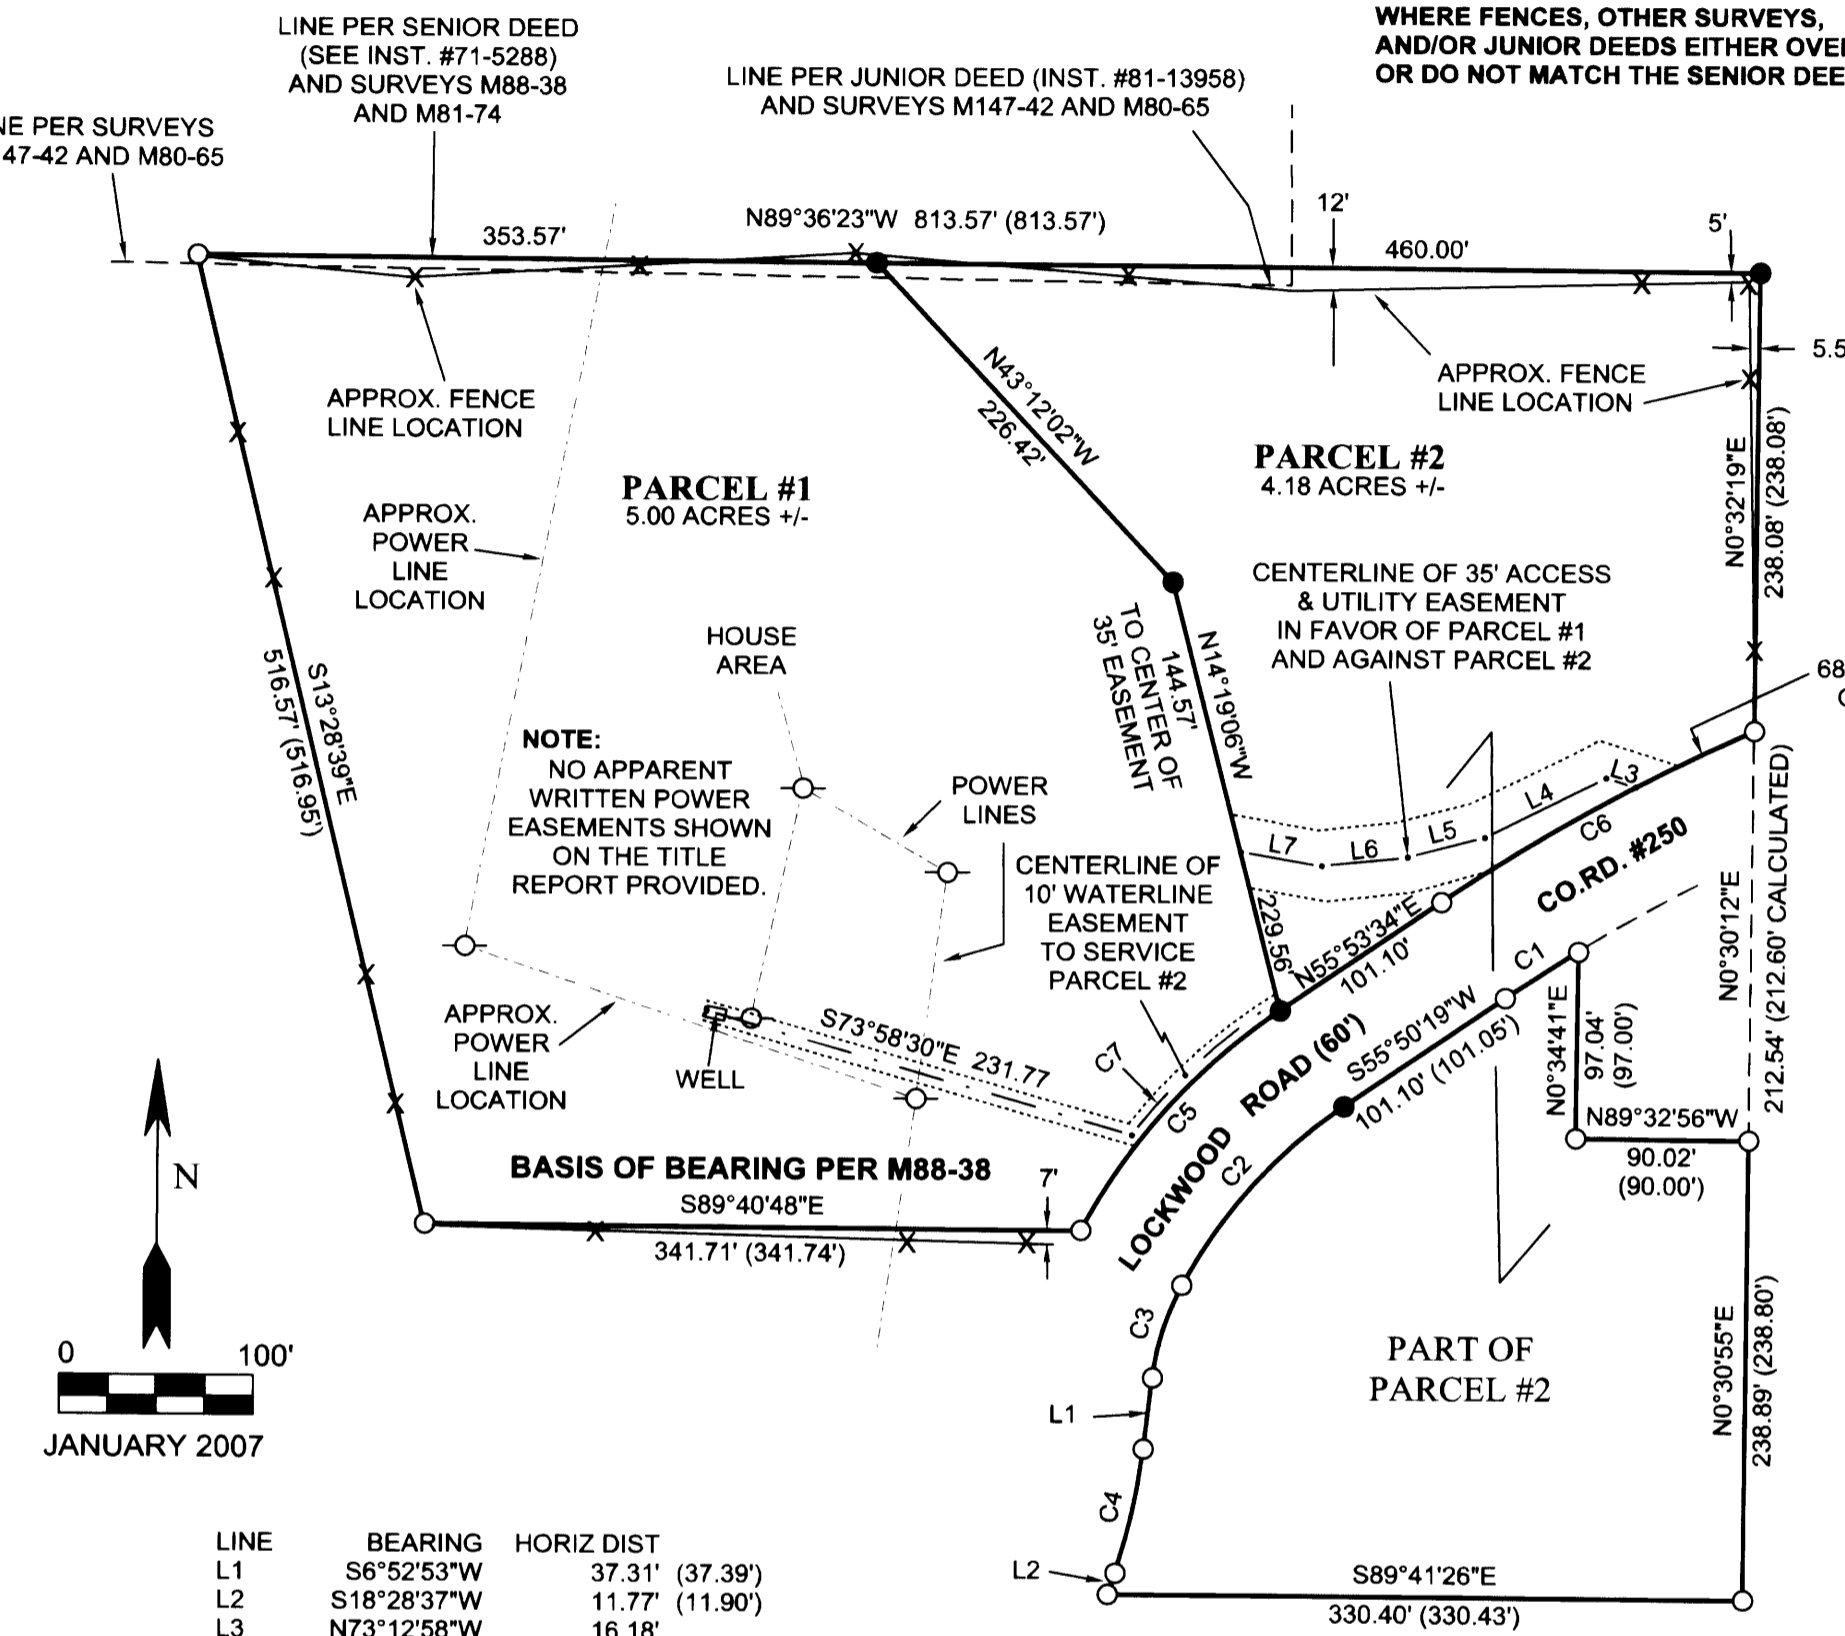 WHERE FENCES, OTHER SURVEYS,
AND/OR JUNIOR DEEDS EITHER
OR DO NOT MATCH THE SENIOR
LINE PER SENIOR DEED
(SEE INST. #71-5288)
AND SURVEYS M88-38
AND M81-74
LINE PER JUNIOR DEED (INST. #81-13958)
AND SURVEYS M147-42 AND M80-65
PER SURVEYS
47-42 AND M80-65
353.57'
N89°36'23"W 813.57' (813.57')
12'
460.00'
5'
5.5
APPROX. FENCE
LINE LOCATION
APPROX. FENCE
LINE LOCATION
N43°12'02"W
226.42'
PARCEL #1
5.00 ACRES +/-
PARCEL #2
4.18 ACRES +/-
N0°32'19"E
238.08' (238.08')
APPROX.
POWER
LINE
LOCATION
CENTERLINE OF 35' ACCESS
& UTILITY EASEMENT
IN FAVOR OF PARCEL #1
AND AGAINST PARCEL #2
HOUSE
AREA
N14°19'06"W
144.57'
TO CENTER OF
35' EASEMENT
229.56'
68
S13°28'39"E
516.57' (516.95')
NOTE:
NO APPARENT
WRITTEN POWER
EASEMENTS SHOWN
ON THE TITLE
REPORT PROVIDED.
POWER
LINES
CENTERLINE OF
10' WATERLINE
EASEMENT
TO SERVICE
PARCEL #2
L7
L6
L5
L4
L3
C6
CO.RD. #250
N55°53'34"E
101.10'
C1
N0°30'12"E
212.54' (212.60' CALCULATED)
APPROX.
POWER
LINE
LOCATION
WELL
S73°58'30"E 231.77
C7
C5
LOCKWOOD ROAD (60')
C2
S55°50'19"W
101.10' (101.05')
N0°34'41"E
97.04'
(97.00')
N89°32'56"W
90.02'
(90.00')
BASIS OF BEARING PER M88-38
S89°40'48"E
341.71' (341.74')
7'
N
0
100'
JANUARY 2007
C3
L1
C4
L2
PART OF
PARCEL #2
N0°30'55"E
238.89' (238.80')
S89°41'26"E
330.40' (330.43')
LINE BEARING HORIZ DIST
L1 S6°52'53"W 37.31' (37.39')
L2 S18°28'37"W 11.77' (11.90')
L3 N73°12'58"W 16.18'